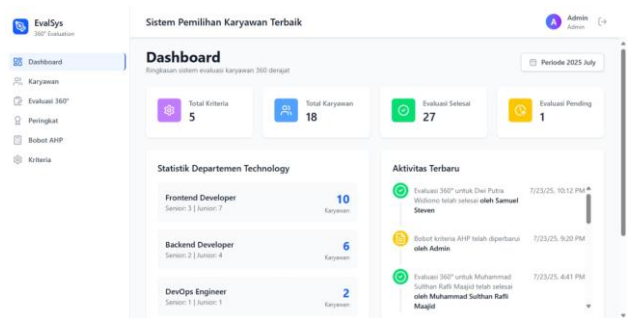 EvalSys
360° Evaluation
Dashboard
Karyawan
Evaluasi 360°
Peringkat
Bobot AHP
Kriteria
Sistem Pemilihan Karyawan Terbaik
A
Admin
Admin
Dashboard
Ringkasan sistem evaluasi karyawan 360 derajat
Periode 2025 July
Total Kriteria
5
Total Karyawan
18
Evaluasi Selesai
27
Evaluasi Pending
1
Statistik Departemen Technology
Frontend Developer
Senior: 3 | Junior: 7
10
Karyawan
Backend Developer
Senior: 2 | Junior: 4
6
Karyawan
DevOps Engineer
Senior: 1 | Junior: 1
2
Karyawan
Aktivitas Terbaru
Evaluasi 360° untuk Dwi Putra
Widiono telah selesai oleh Samuel
Steven
7/23/25, 10:12 PM
Bobot kriteria AHP telah diperbarui
oleh Admin
7/23/25, 9:20 PM
Evaluasi 360° untuk Muhammad
Sulthan Rafli Maajid telah selesai
oleh Muhammad Sulthan Rafli
Maajid
7/23/25, 4:41 PM